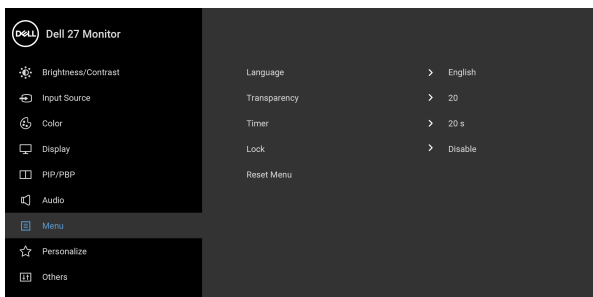 DELL Dell 27 Monitor
Brightness/Contrast
Input Source
Color
Display
PIP/PBP
Audio
Menu
Personalize
Others
Language > English
Transparency > 20
Timer > 20 s
Lock > Disable
Reset Menu